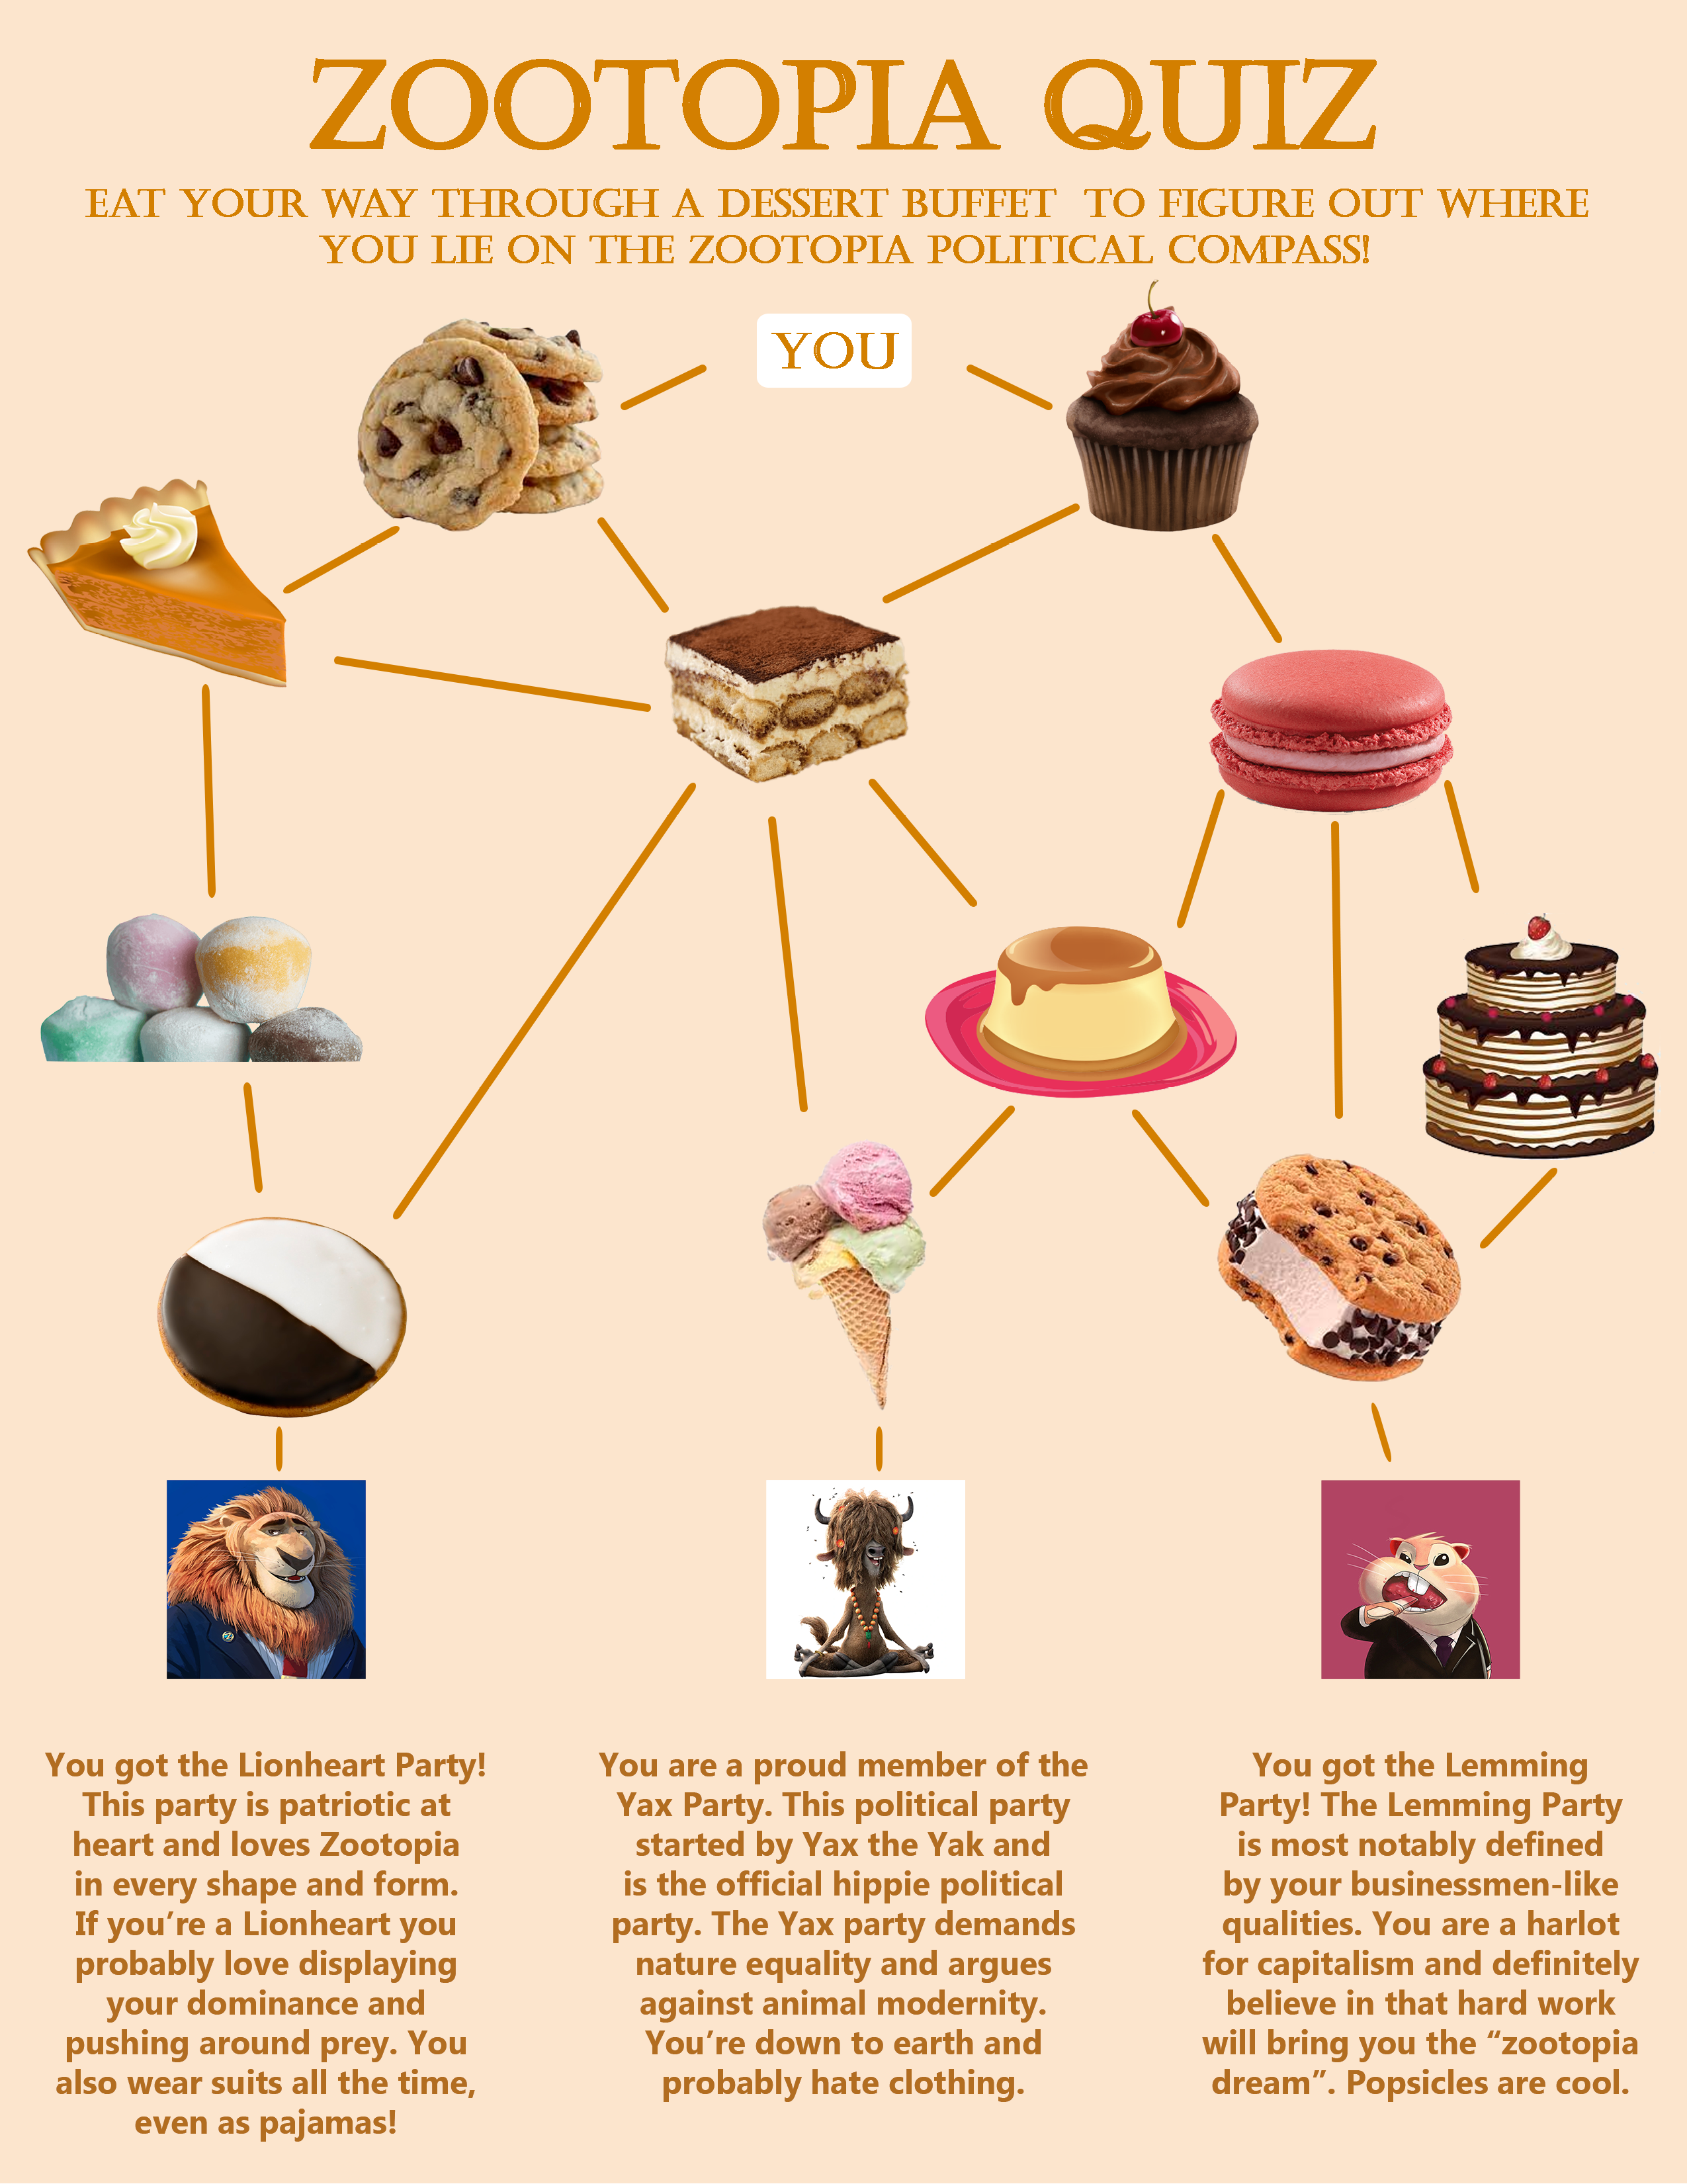 ZOOTOPIA QUIZ
EAT YOUR WAY THROUGH A DESSERT BUFFET TO FIGURE OUT WHERE
YOU LIE ON THE ZOOTOPIA POLITICAL COMPASS!
YOU
You got the Lionheart Party!
This party is patriotic at
heart and loves Zootopia
in every shape and form.
If you’re a Lionheart you
probably love displaying
your dominance and
pushing around prey. You
also wear suits all the time,
even as pajamas!
You are a proud member of the
Yax Party. This political party
started by Yax the Yak and
is the official hippie political
party. The Yax party demands
nature equality and argues
against animal modernity.
You’re down to earth and
probably hate clothing.
You got the Lemming
Party! The Lemming Party
is most notably defined
by your businessmen-like
qualities. You are a harlot
for capitalism and definitely
believe in that hard work
will bring you the “zootopia
dream”. Popsicles are cool.